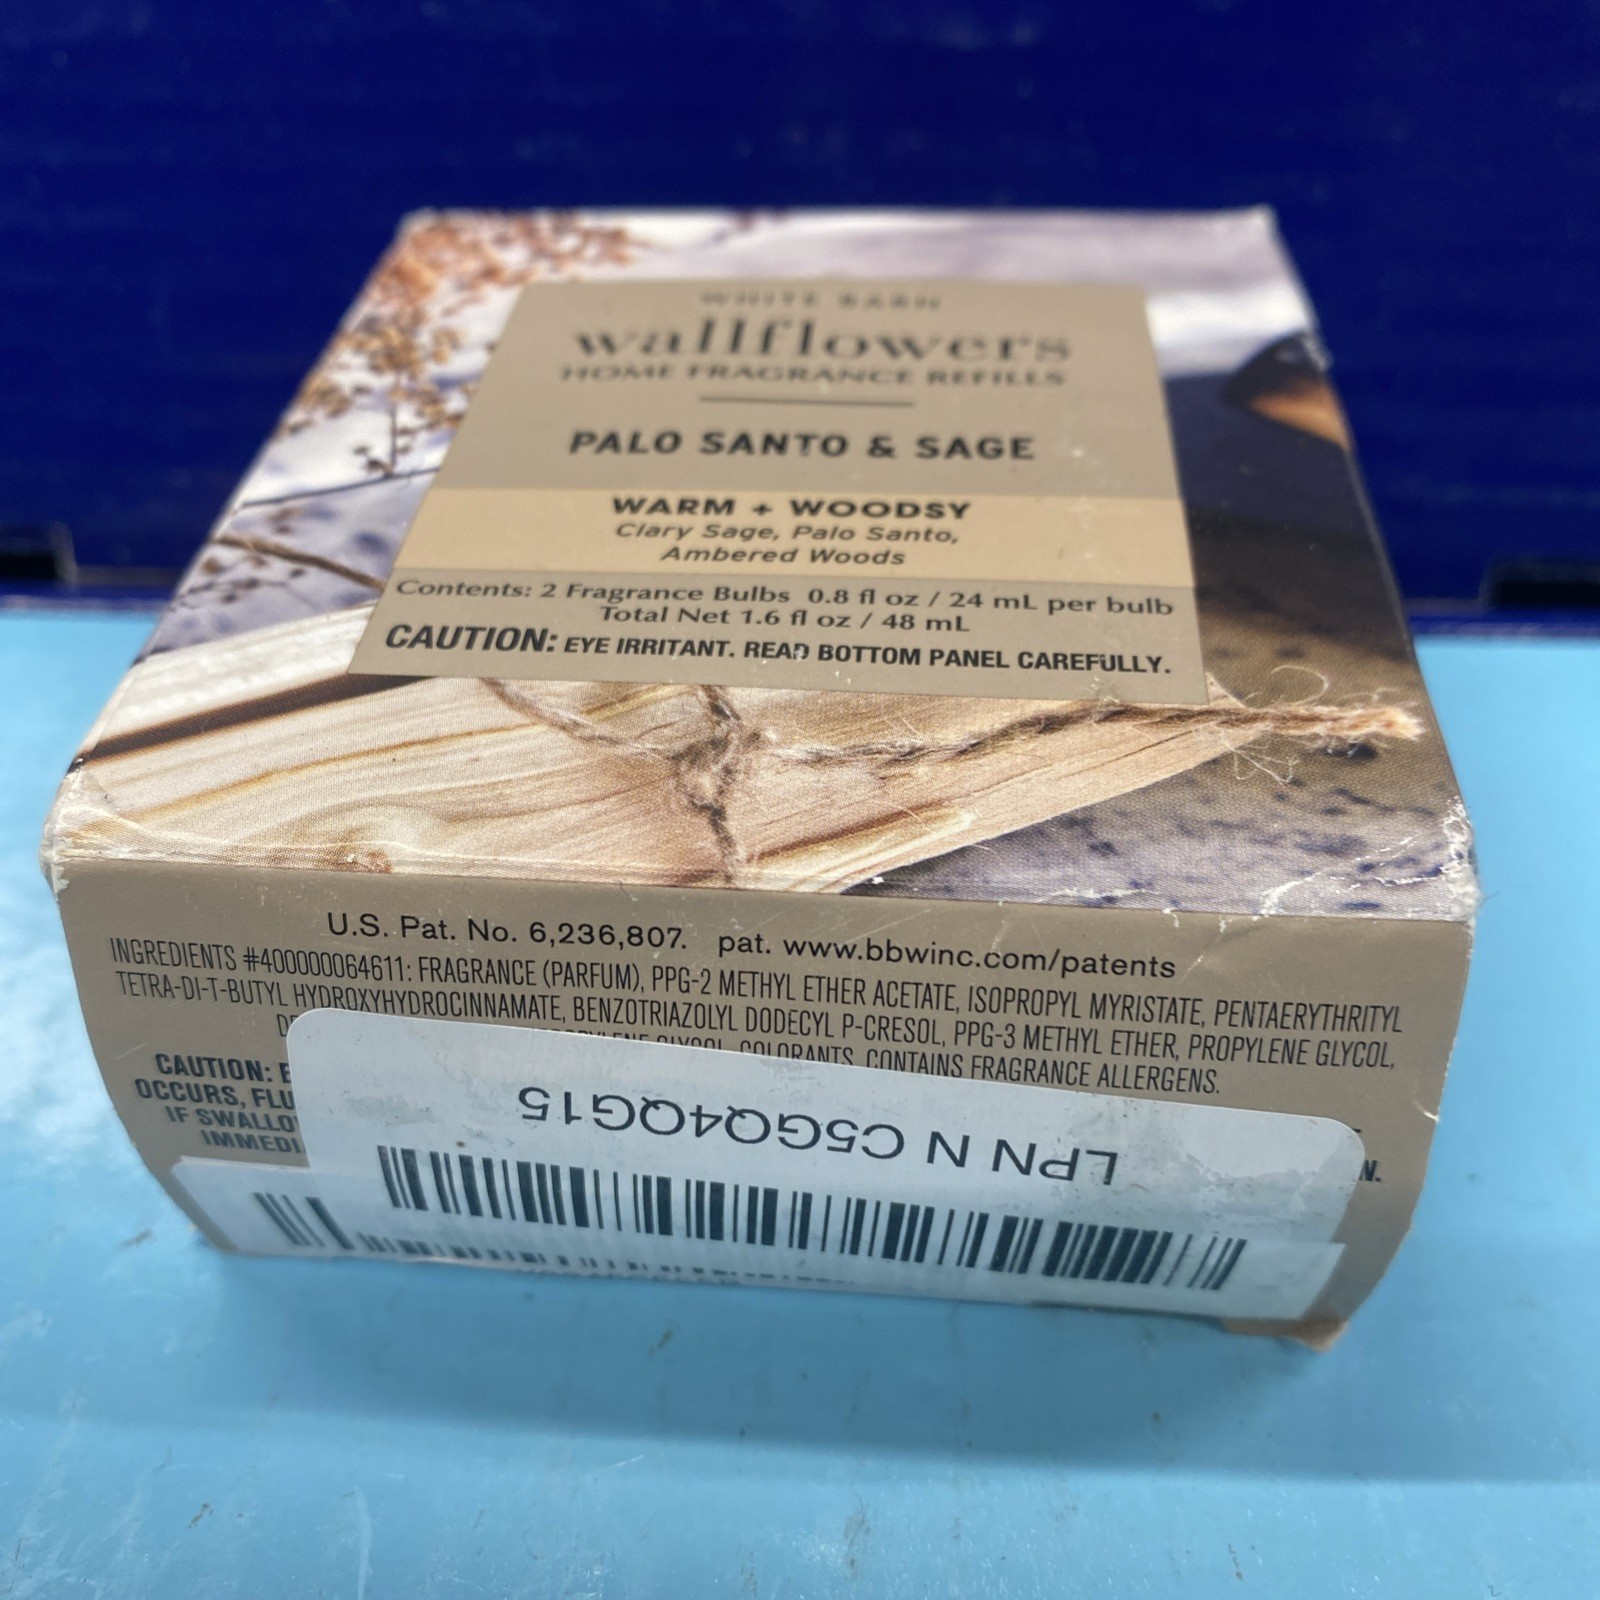 WHITE BARN
wallflowers
HOME FRAGRANCE REFILLS
PALO SANTO & SAGE
WARM + WOODSY
Clary Sage, Palo Santo,
Ambered Woods
Contents: 2 Fragrance Bulbs 0.8 fl oz / 24 mL per bulb
Total Net 1.6 fl oz / 48 mL
CAUTION: EYE IRRITANT. READ BOTTOM PANEL CAREFULLY.
U.S. Pat. No. 6,236,807. pat. www.bbwinc.com/patents
INGREDIENTS #400000064611: FRAGRANCE (PARFUM), PPG-2 METHYL ETHER ACETATE, ISOPROPYL MYRISTATE, PENTAERYTHRITYL
TETRA-DI-T-BUTYL HYDROXYHYDROCINNAMATE, BENZOTRIAZOLYL DODECYL P-CRESOL, PPG-3 METHYL ETHER, PROPYLENE GLYCOL,
GLYCOL, COLORANTS. CONTAINS FRAGRANCE ALLERGENS.
CAUTION:
OCCURS,
IF
LPN N C5GQ4QG15